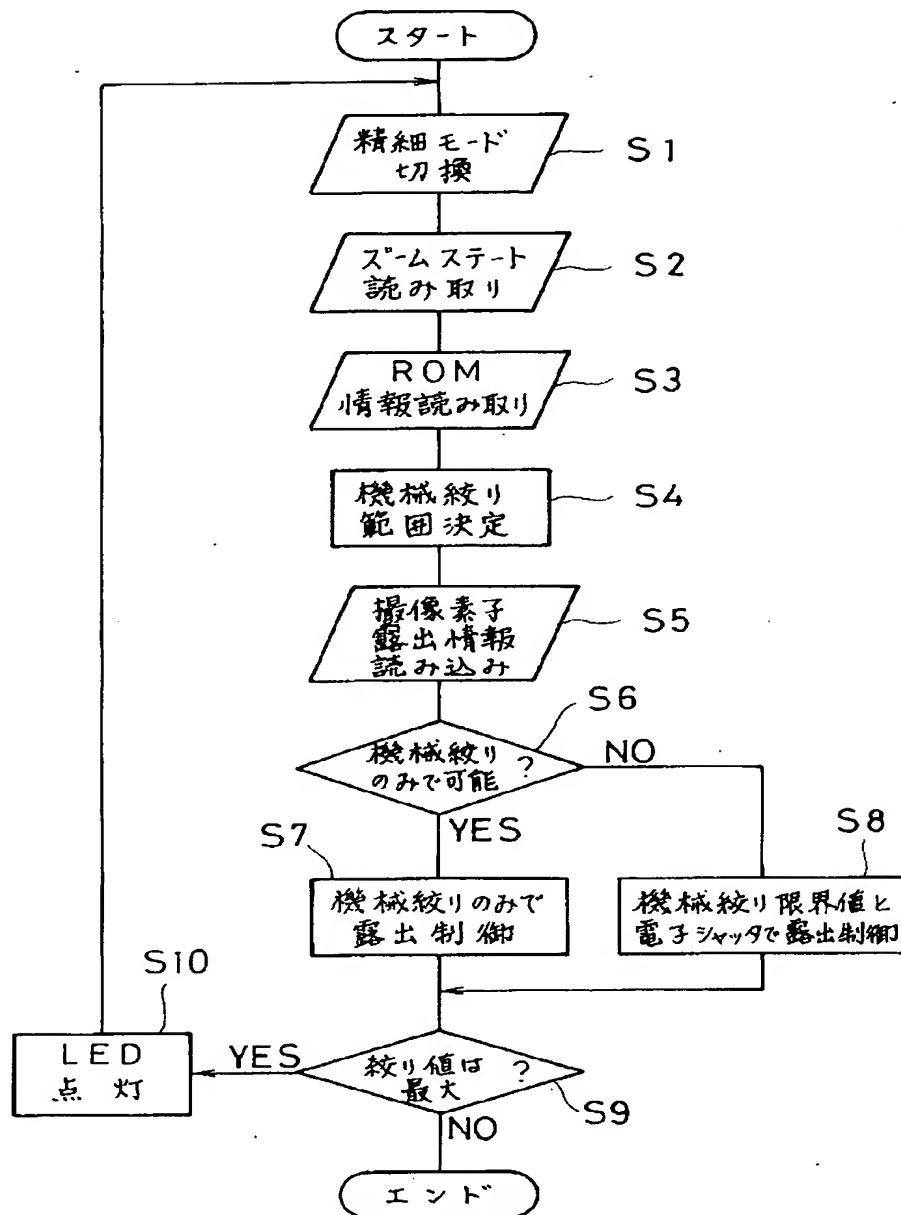 スタート
精細モード
切換
S1
ズームステート
読み取り
S2
ROM
情報読み取り
S3
機械絞り
範囲決定
S4
撮像素子
露出情報
読み込み
S5
S6
機械絞り
のみで可能?
NO
YES
S7
機械絞りのみで
露出制御
S8
機械絞り限界値と
電子シャッタで露出制御
S10
LED
点灯
YES
絞り値は
最大?
S9
NO
エンド